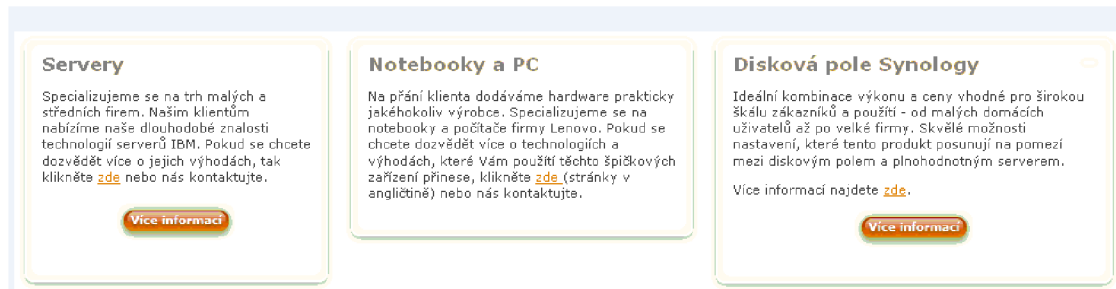 Servery
Specializujeme se na trh malých a
středních firem. Našim klientům
nabízíme naše dlouhodobé znalosti
technologií serverů IBM. Pokud se chcete
dozvědět více o jejich výhodách, tak
klikněte zde nebo nás kontaktujte.
Více informací
Notebooky a PC
Na přání klienta dodáváme hardware prakticky
jakéhokoliv výrobce. Specializujeme se na
notebooky a počítače firmy Lenovo. Pokud se
chcete dozvědět více o technologiích a
výhodách, které Vám použítí těchto špičkových
zařízení přinese, klikněte zde (stránky v
angličtině) nebo nás kontaktujte.
Disková pole Synology
Ideální kombinace výkonu a ceny vhodné pro širokou
škálu zákazníků a použítí - od malých domácích
uživatelů až po velké firmy. Skvělé možnosti
nastavení, které tento produkt posunují na pomezí
mezi diskovým polem a plnohodnotným serverem.
Více informací najdete zde.
Více informací